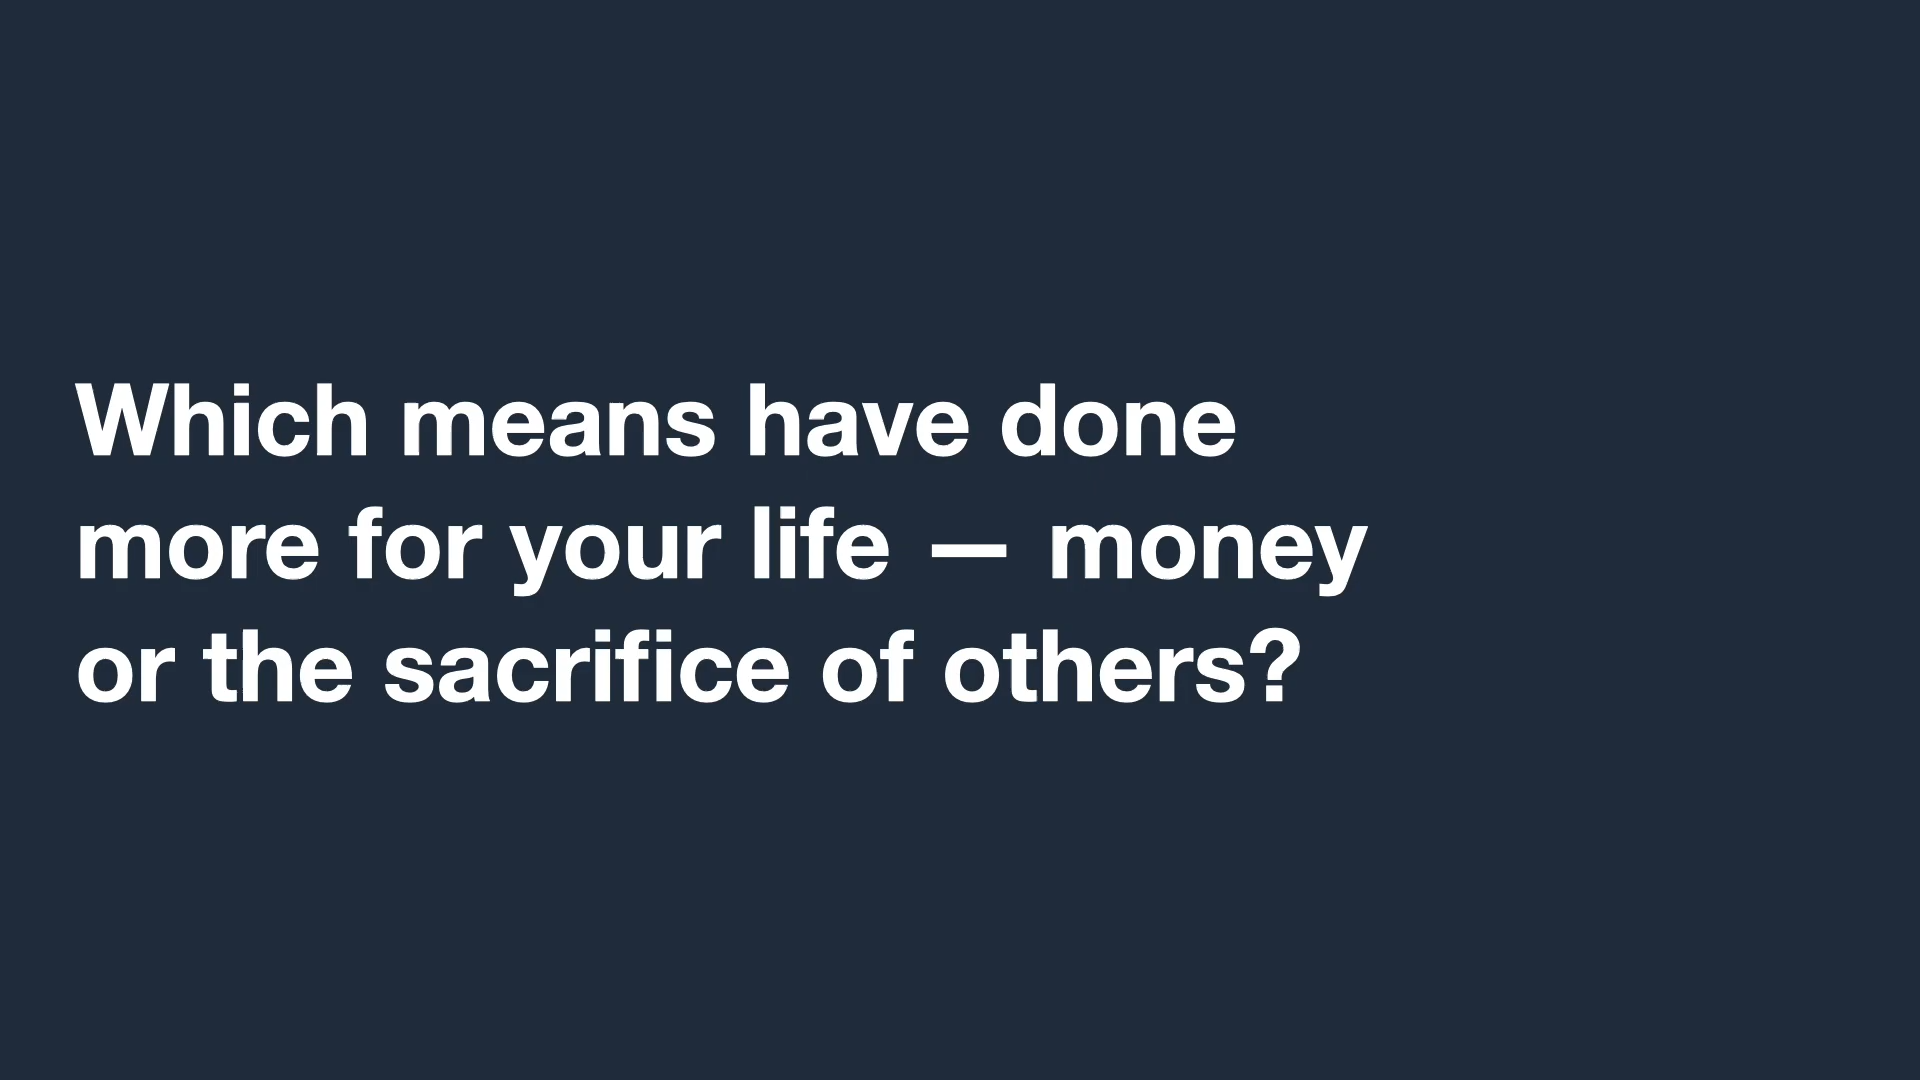 Which means have done
more for your life — money
or the sacrifice of others?